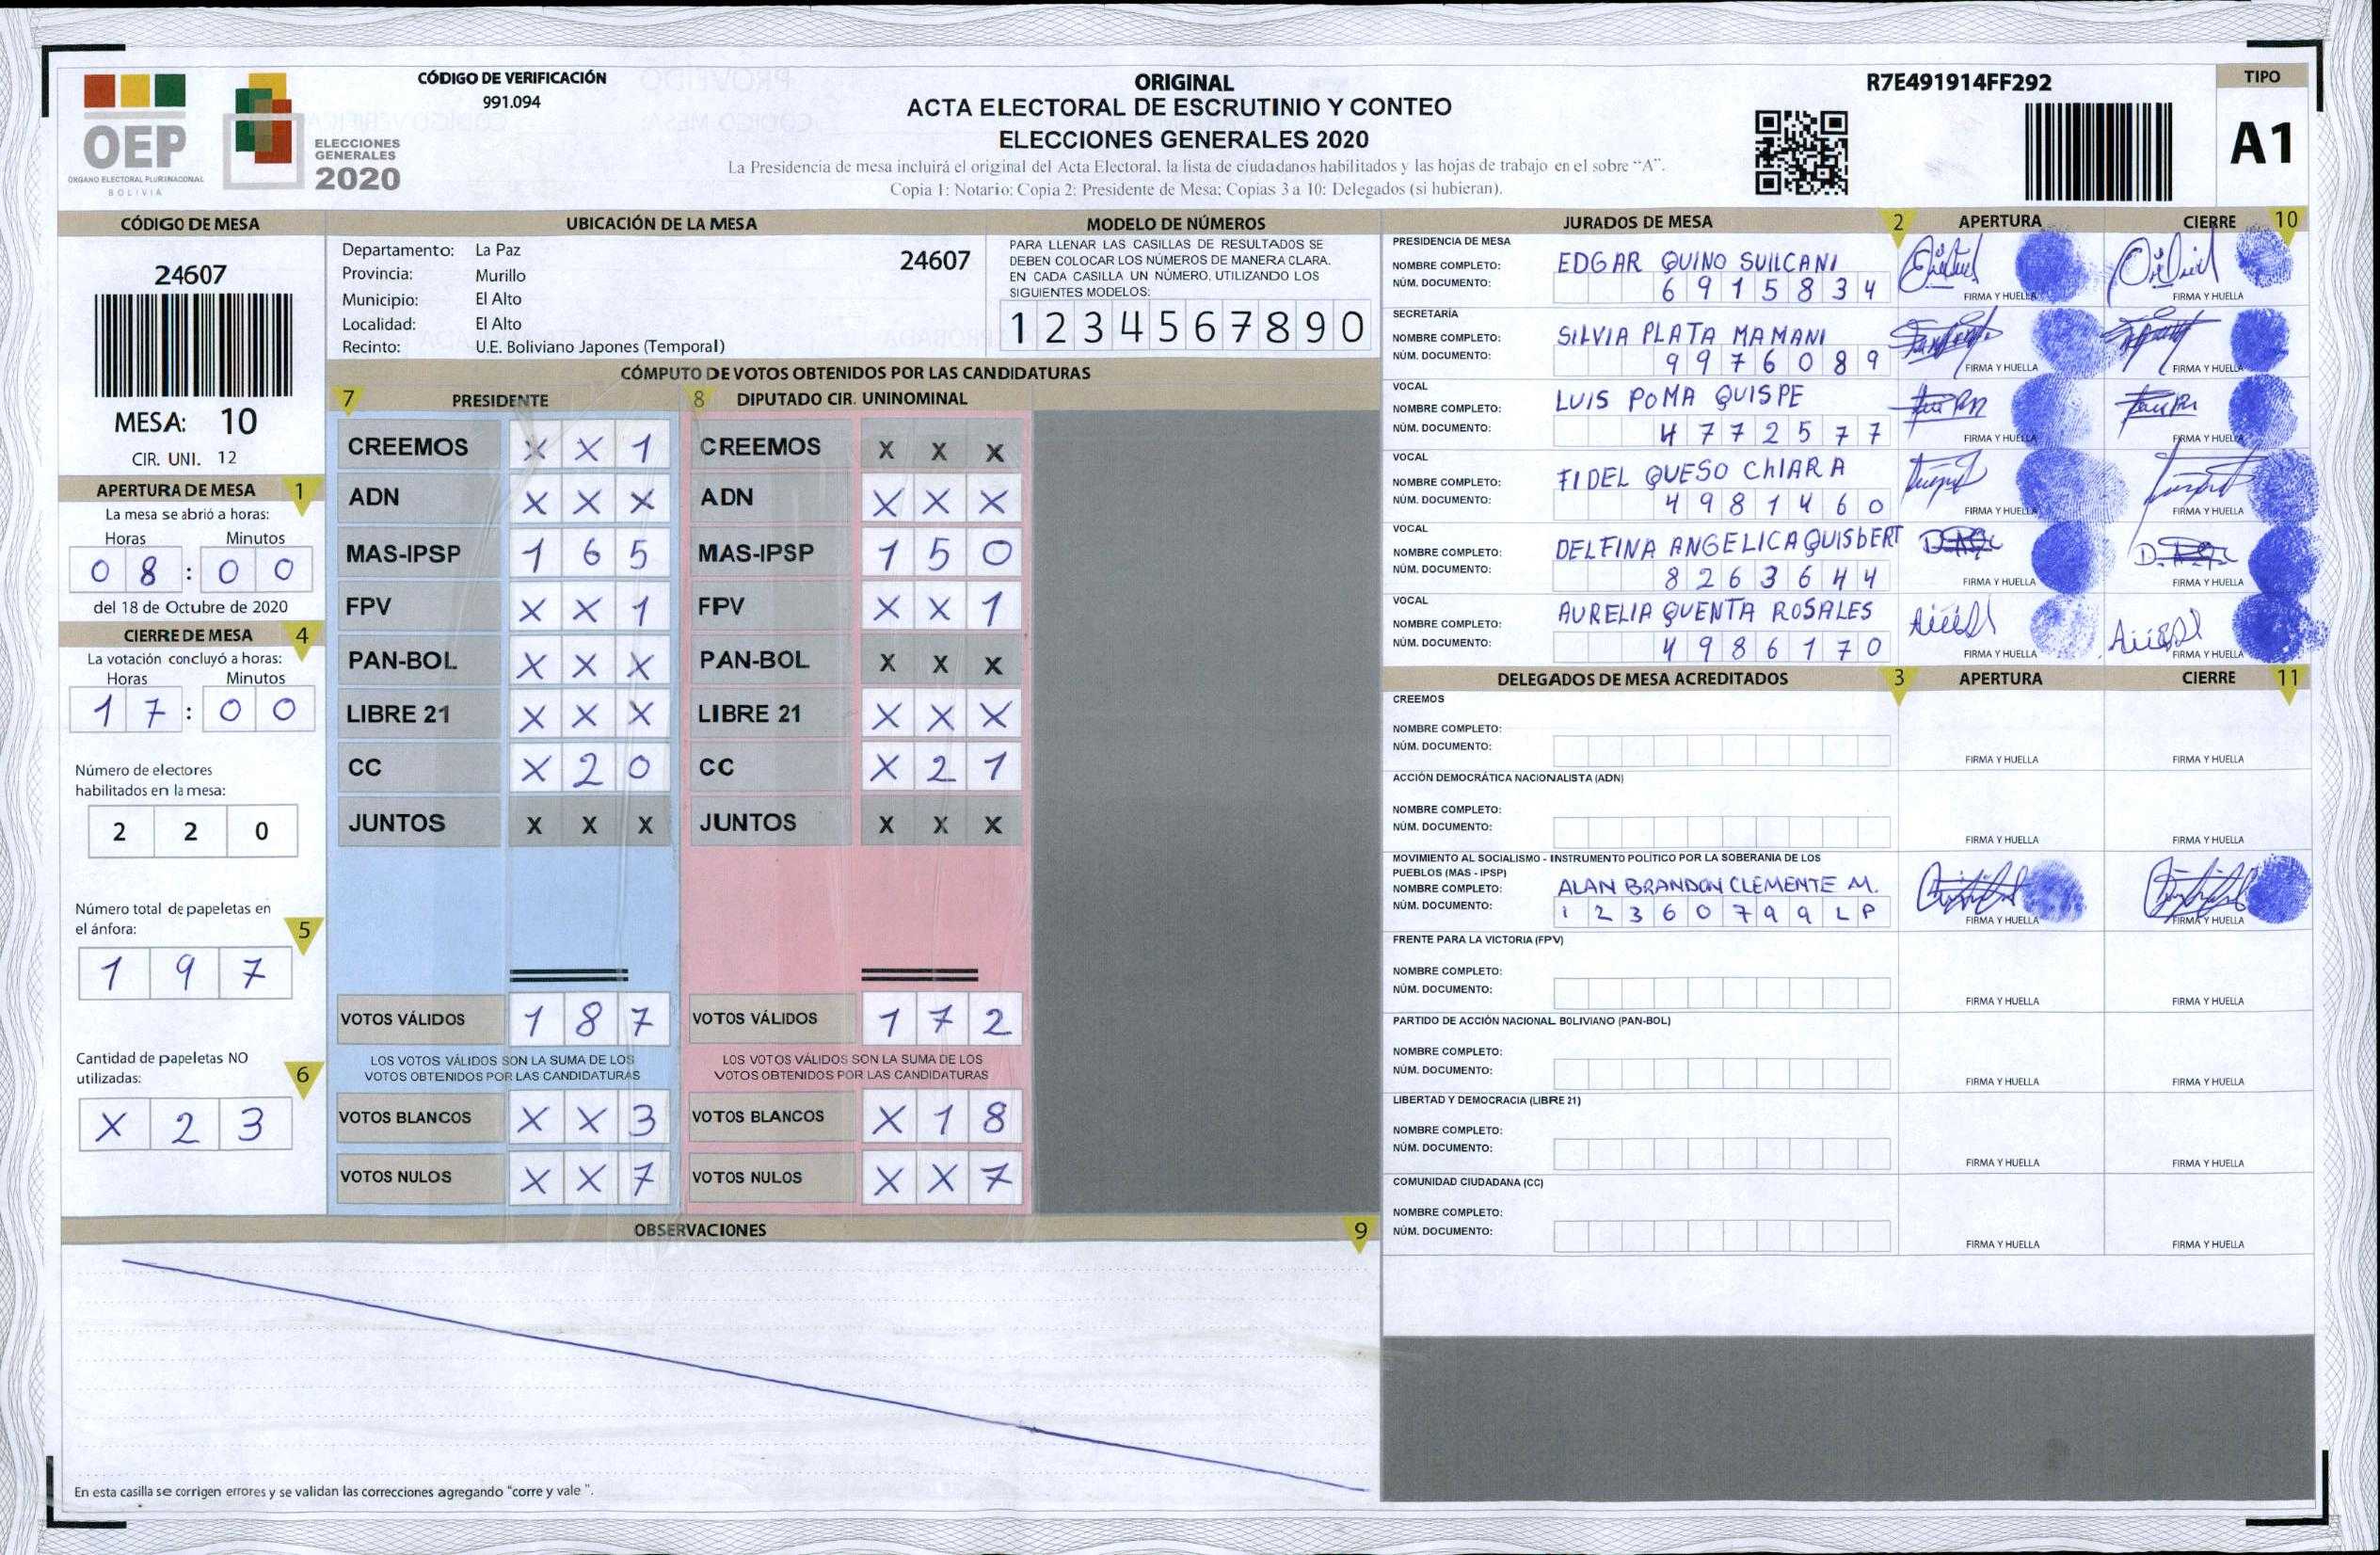 CÓDIGO DE VERIFICACIÓN
991.094
ORIGINAL
ACTA ELECTORAL DE ESCRUTINIO Y CONTEO
ELECCIONES GENERALES 2020
La Presidencia de mesa incluirá el original del Acta Electoral, la lista de ciudadanos habilitados y las hojas de trabajo en el sobre "A".
Copia 1: Notario; Copia 2: Presidente de Mesa; Copias 3 a 10: Delegados (si hubieran).
R7E491914FF292
TIPO
A1
OEP
ÓRGANO ELECTORAL PLURINACIONAL
BOLIVIA
ELECCIONES
GENERALES
2020
CÓDIGO DE MESA
24607
MESA: 10
CIR. UNI. 12
APERTURA DE MESA 1
La mesa se abrió a horas:
Horas Minutos
0 8 : 0 0
del 18 de Octubre de 2020
CIERRE DE MESA 4
La votación concluyó a horas:
Horas Minutos
1 7 : 0 0
Número de electores
habilitados en la mesa:
2 2 0
Número total de papeletas en
el ánfora: 5
1 9 7
Cantidad de papeletas NO
utilizadas: 6
X 2 3
UBICACIÓN DE LA MESA
Departamento: La Paz 24607
Provincia: Murillo
Municipio: El Alto
Localidad: El Alto
Recinto: U.E. Boliviano Japones (Temporal)
MODELO DE NÚMEROS
PARA LLENAR LAS CASILLAS DE RESULTADOS SE
DEBEN COLOCAR LOS NÚMEROS DE MANERA CLARA.
EN CADA CASILLA UN NÚMERO, UTILIZANDO LOS
SIGUIENTES MODELOS:
1 2 3 4 5 6 7 8 9 0
CÓMPUTO DE VOTOS OBTENIDOS POR LAS CANDIDATURAS
7 PRESIDENTE
CREEMOS X X 1
ADN X X X
MAS-IPSP 1 6 5
FPV X X 1
PAN-BOL X X X
LIBRE 21 X X X
CC X 2 0
JUNTOS X X X
VOTOS VÁLIDOS 1 8 7
LOS VOTOS VÁLIDOS SON LA SUMA DE LOS
VOTOS OBTENIDOS POR LAS CANDIDATURAS
VOTOS BLANCOS X X 3
VOTOS NULOS X X 7
8 DIPUTADO CIR. UNINOMINAL
CREEMOS X X X
ADN X X X
MAS-IPSP 1 5 0
FPV X X 1
PAN-BOL X X X
LIBRE 21 X X X
CC X 2 1
JUNTOS X X X
VOTOS VÁLIDOS 1 7 2
LOS VOTOS VÁLIDOS SON LA SUMA DE LOS
VOTOS OBTENIDOS POR LAS CANDIDATURAS
VOTOS BLANCOS X 1 8
VOTOS NULOS X X 7
OBSERVACIONES 9
En esta casilla se corrigen errores y se validan las correcciones agregando "corre y vale ".
JURADOS DE MESA 2 APERTURA CIERRE 10
PRESIDENCIA DE MESA
NOMBRE COMPLETO: EDGAR QUINO SUILCANI
NÚM. DOCUMENTO: 6 9 1 5 8 3 4
FIRMA Y HUELLA FIRMA Y HUELLA
SECRETARÍA
NOMBRE COMPLETO: SILVIA PLATA MAMANI
NÚM. DOCUMENTO: 9 9 7 6 0 8 9
FIRMA Y HUELLA FIRMA Y HUELLA
VOCAL
NOMBRE COMPLETO: LUIS POMA QUISPE
NÚM. DOCUMENTO: 4 7 7 2 5 7 7
FIRMA Y HUELLA FIRMA Y HUELLA
VOCAL
NOMBRE COMPLETO: FIDEL QUESO CHIARA
NÚM. DOCUMENTO: 4 9 8 1 4 6 0
FIRMA Y HUELLA FIRMA Y HUELLA
VOCAL
NOMBRE COMPLETO: DELFINA ANGELICA QUISBERT
NÚM. DOCUMENTO: 8 2 6 3 6 4 4
FIRMA Y HUELLA FIRMA Y HUELLA
VOCAL
NOMBRE COMPLETO: AURELIA QUENTA ROSALES
NÚM. DOCUMENTO: 4 9 8 6 1 7 0
FIRMA Y HUELLA FIRMA Y HUELLA
DELEGADOS DE MESA ACREDITADOS 3 APERTURA CIERRE 11
CREEMOS
NOMBRE COMPLETO:
NÚM. DOCUMENTO:
FIRMA Y HUELLA FIRMA Y HUELLA
ACCIÓN DEMOCRÁTICA NACIONALISTA (ADN)
NOMBRE COMPLETO:
NÚM. DOCUMENTO:
FIRMA Y HUELLA FIRMA Y HUELLA
MOVIMIENTO AL SOCIALISMO - INSTRUMENTO POLÍTICO POR LA SOBERANIA DE LOS
PUEBLOS (MAS - IPSP)
NOMBRE COMPLETO: ALAN BRANDON CLEMENTE M.
NÚM. DOCUMENTO: 1 2 3 6 0 7 9 9 L P
FIRMA Y HUELLA FIRMA Y HUELLA
FRENTE PARA LA VICTORIA (FPV)
NOMBRE COMPLETO:
NÚM. DOCUMENTO:
FIRMA Y HUELLA FIRMA Y HUELLA
PARTIDO DE ACCIÓN NACIONAL BOLIVIANO (PAN-BOL)
NOMBRE COMPLETO:
NÚM. DOCUMENTO:
FIRMA Y HUELLA FIRMA Y HUELLA
LIBERTAD Y DEMOCRACIA (LIBRE 21)
NOMBRE COMPLETO:
NÚM. DOCUMENTO:
FIRMA Y HUELLA FIRMA Y HUELLA
COMUNIDAD CIUDADANA (CC)
NOMBRE COMPLETO:
NÚM. DOCUMENTO:
FIRMA Y HUELLA FIRMA Y HUELLA